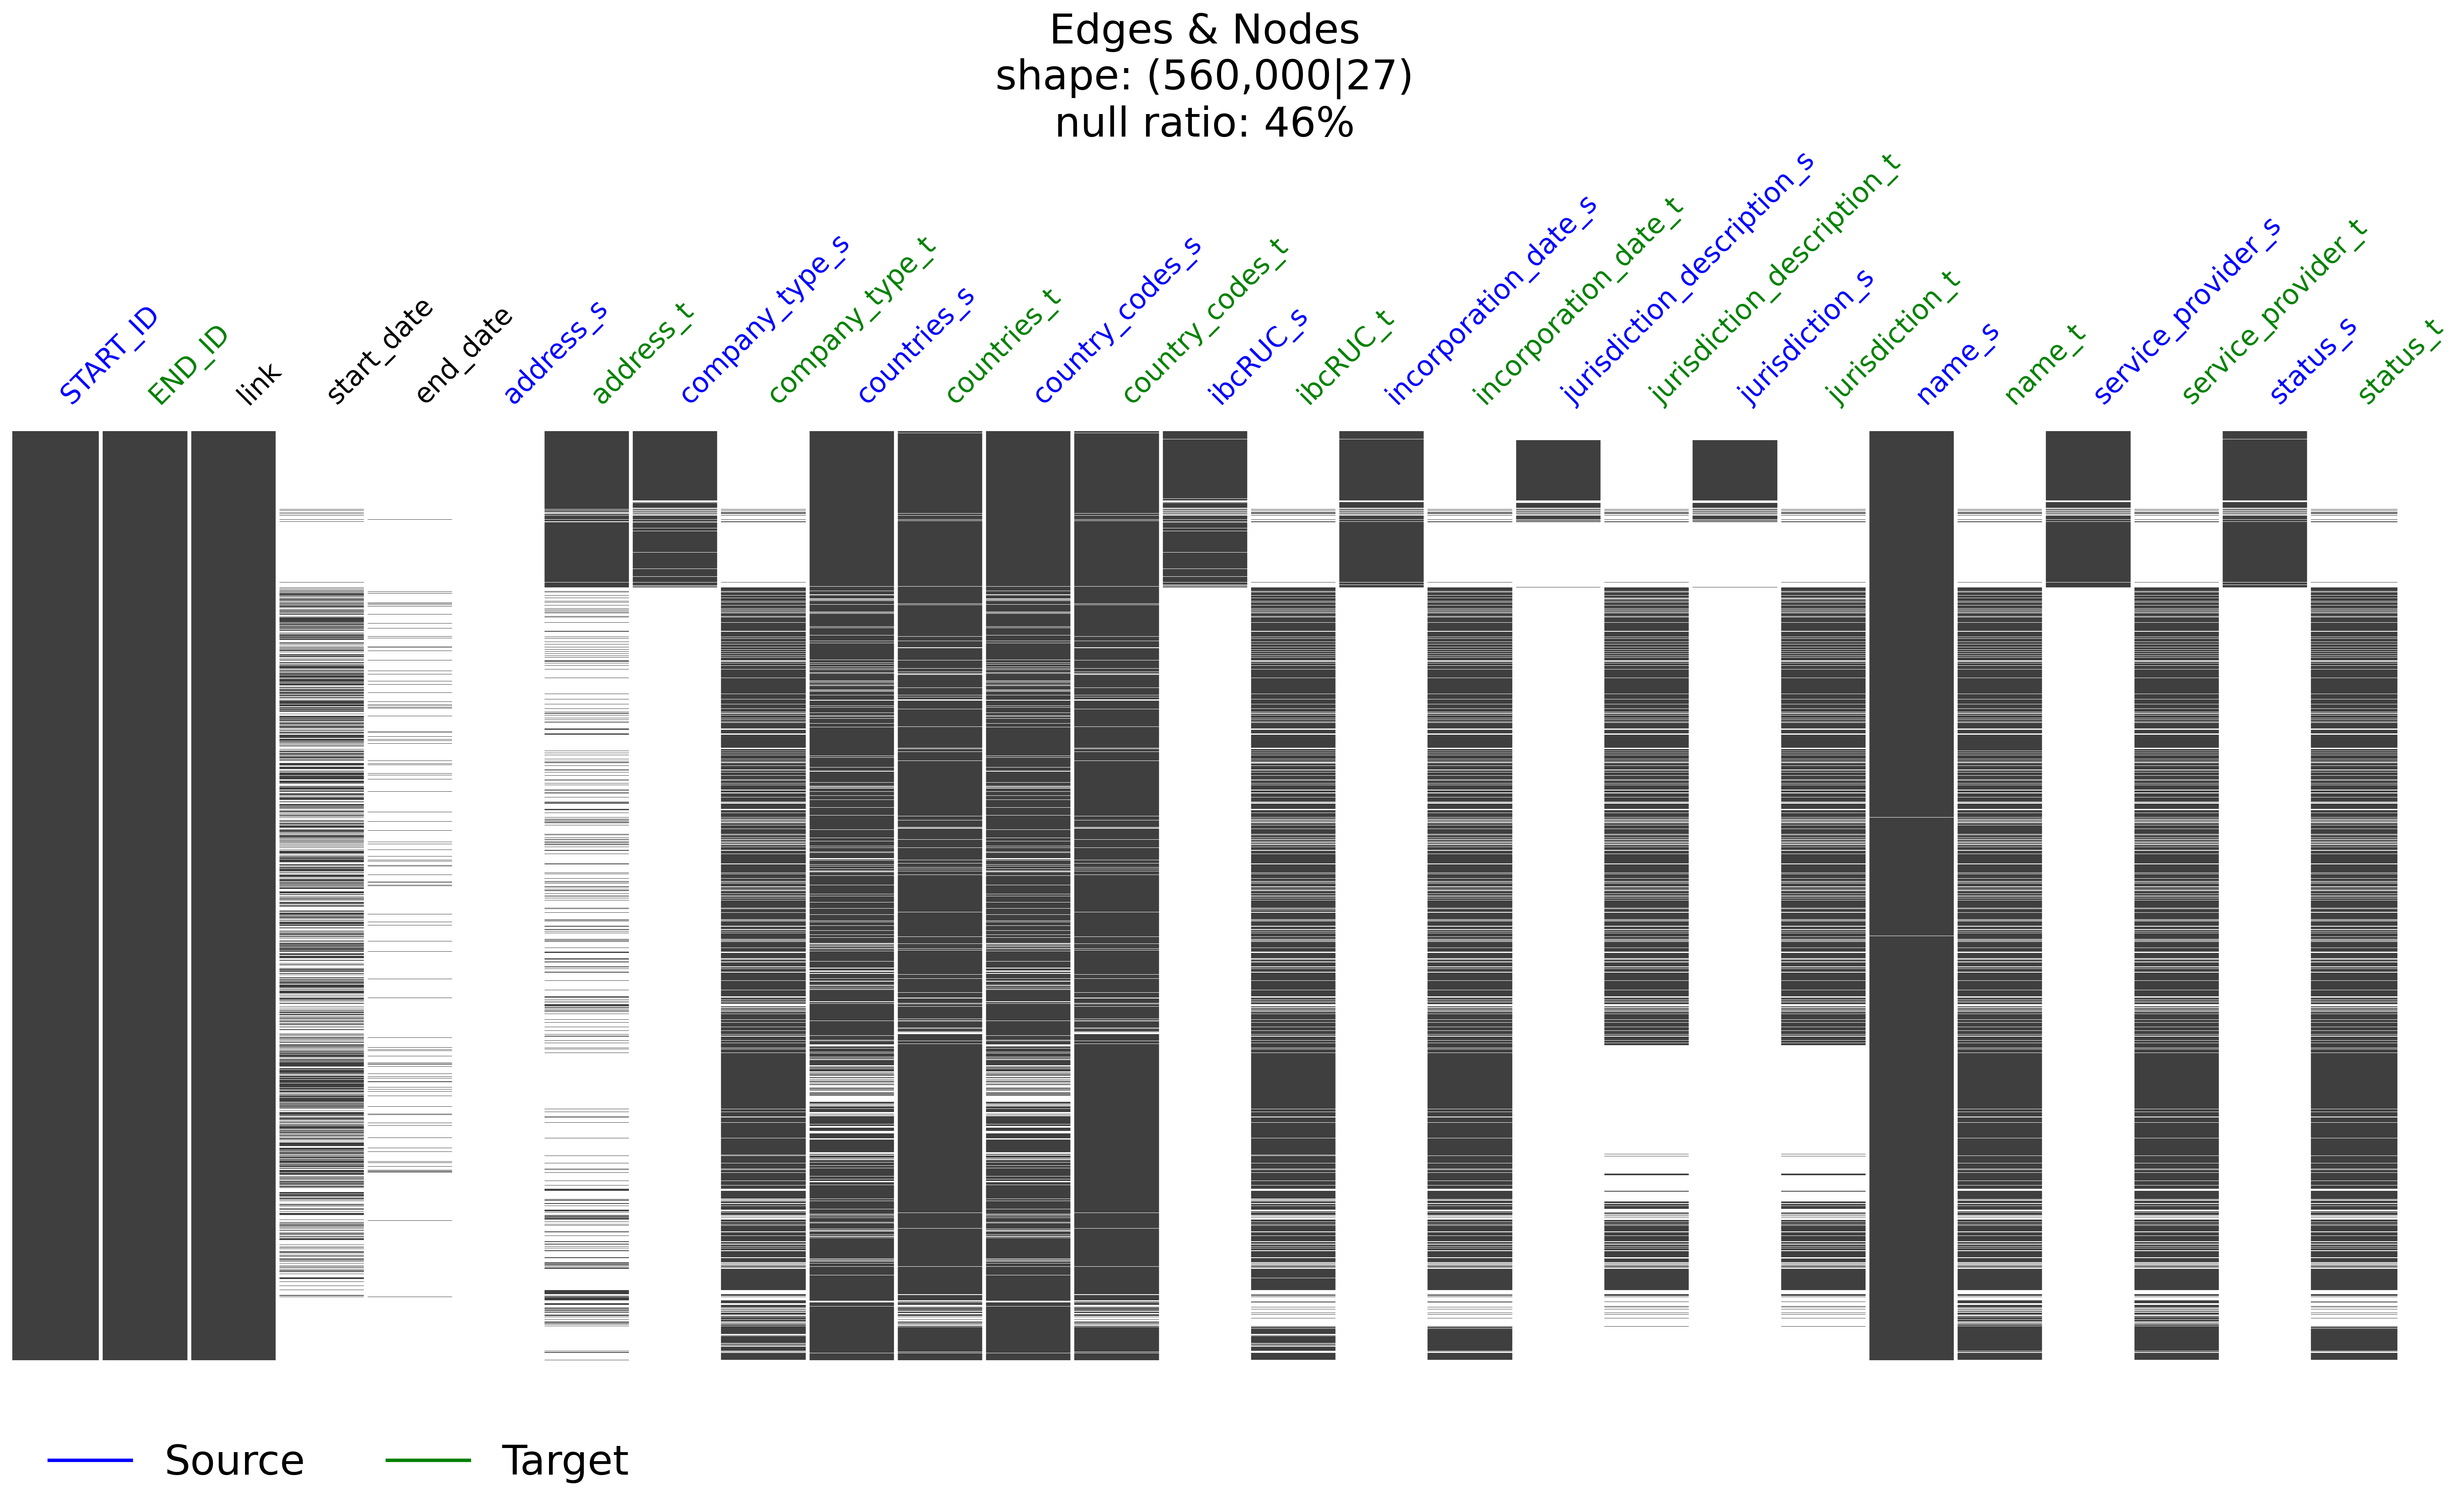 Edges & Nodes
shape: (560,000|27)
null ratio: 46%
START_ID
END_ID
link
start_date
end_date
address_s
address_t
company_type_s
company_type_t
countries_s
countries_t
country_codes_s
country_codes_t
ibcRUC_s
ibcRUC_t
incorporation_date_s
incorporation_date_t
jurisdiction_description_s
jurisdiction_description_t
jurisdiction_s
jurisdiction_t
name_s
name_t
service_provider_s
service_provider_t
status_s
status_t
Source
Target